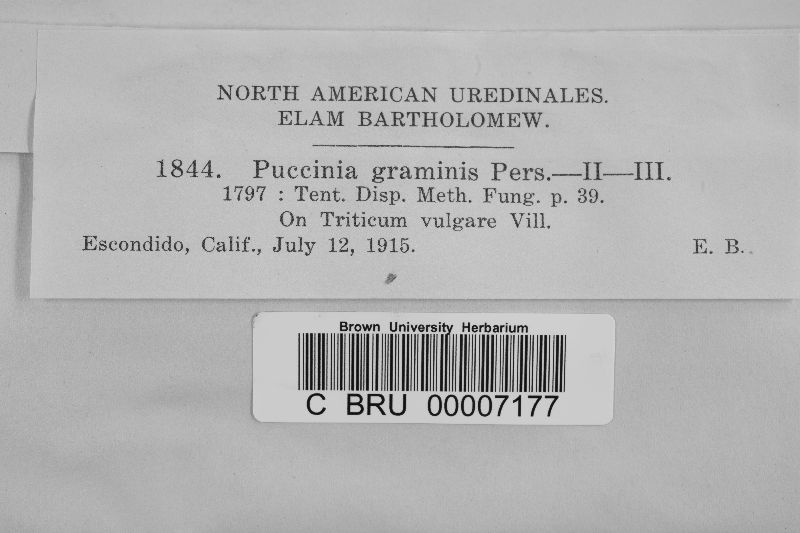 NORTH AMERICAN UREDINALES.
ELAM BARTHOLOMEW.
1844. Puccinia graminis Pers.—II—III.
1797 : Tent. Disp. Meth. Fung. p. 39.
On Triticum vulgare Vill.
Escondido, Calif., July 12, 1915. E. B.
Brown University Herbarium
C BRU 00007177